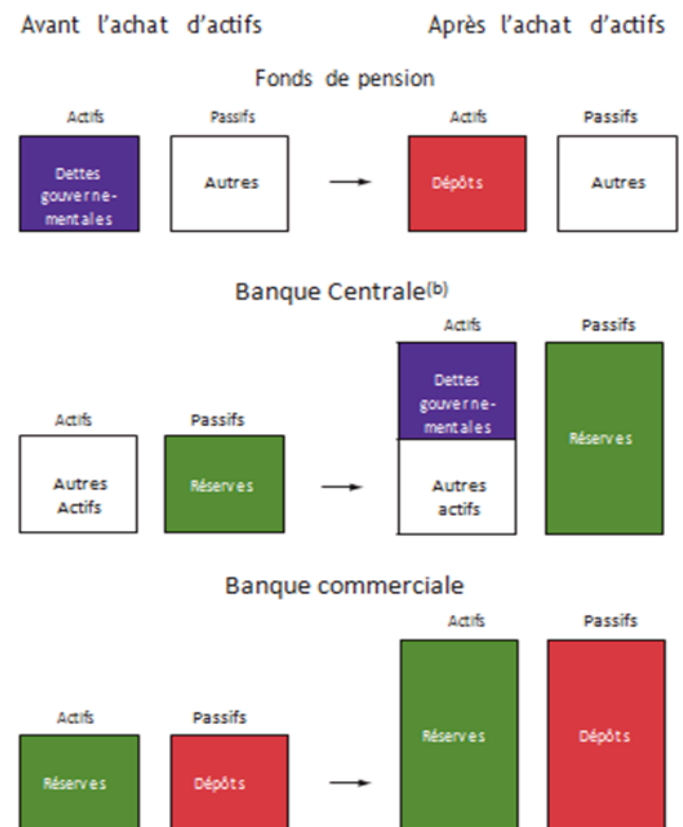 Avant l'achat d'actifs
Après l'achat d'actifs
Fonds de pension
Actifs
Passifs
Actifs
Passifs
Dettes
gouverne-
mentales
Autres
Dépôts
Autres
Banque Centrale(b)
Actifs
Passifs
Actifs
Passifs
Autres
Actifs
Réserves
Dettes
gouverne-
mentales
Autres
actifs
Réserves
Banque commerciale
Actifs
Passifs
Actifs
Passifs
Réserves
Dépôts
Réserves
Dépôts